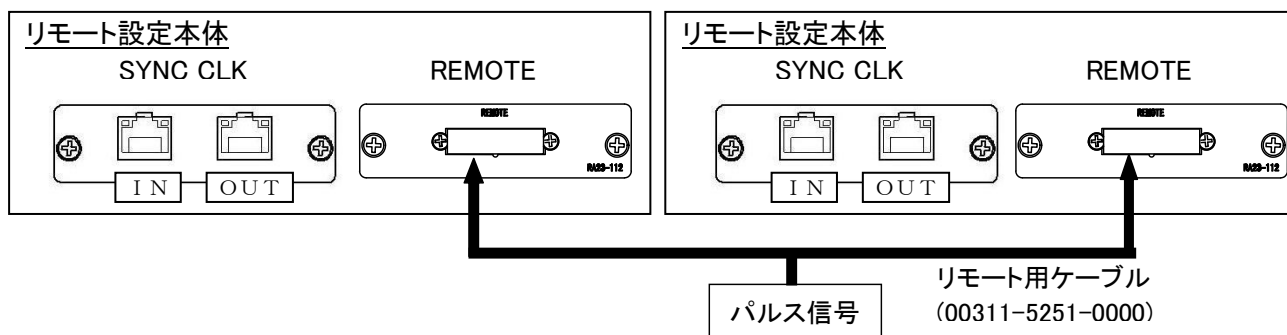 リモート設定本体
SYNC CLK
REMOTE
REMOTE
RA23-112
ＩＮ
ＯＵＴ
リモート設定本体
SYNC CLK
REMOTE
REMOTE
RA23-112
ＩＮ
ＯＵＴ
パルス信号
リモート用ケーブル
(00311-5251-0000)